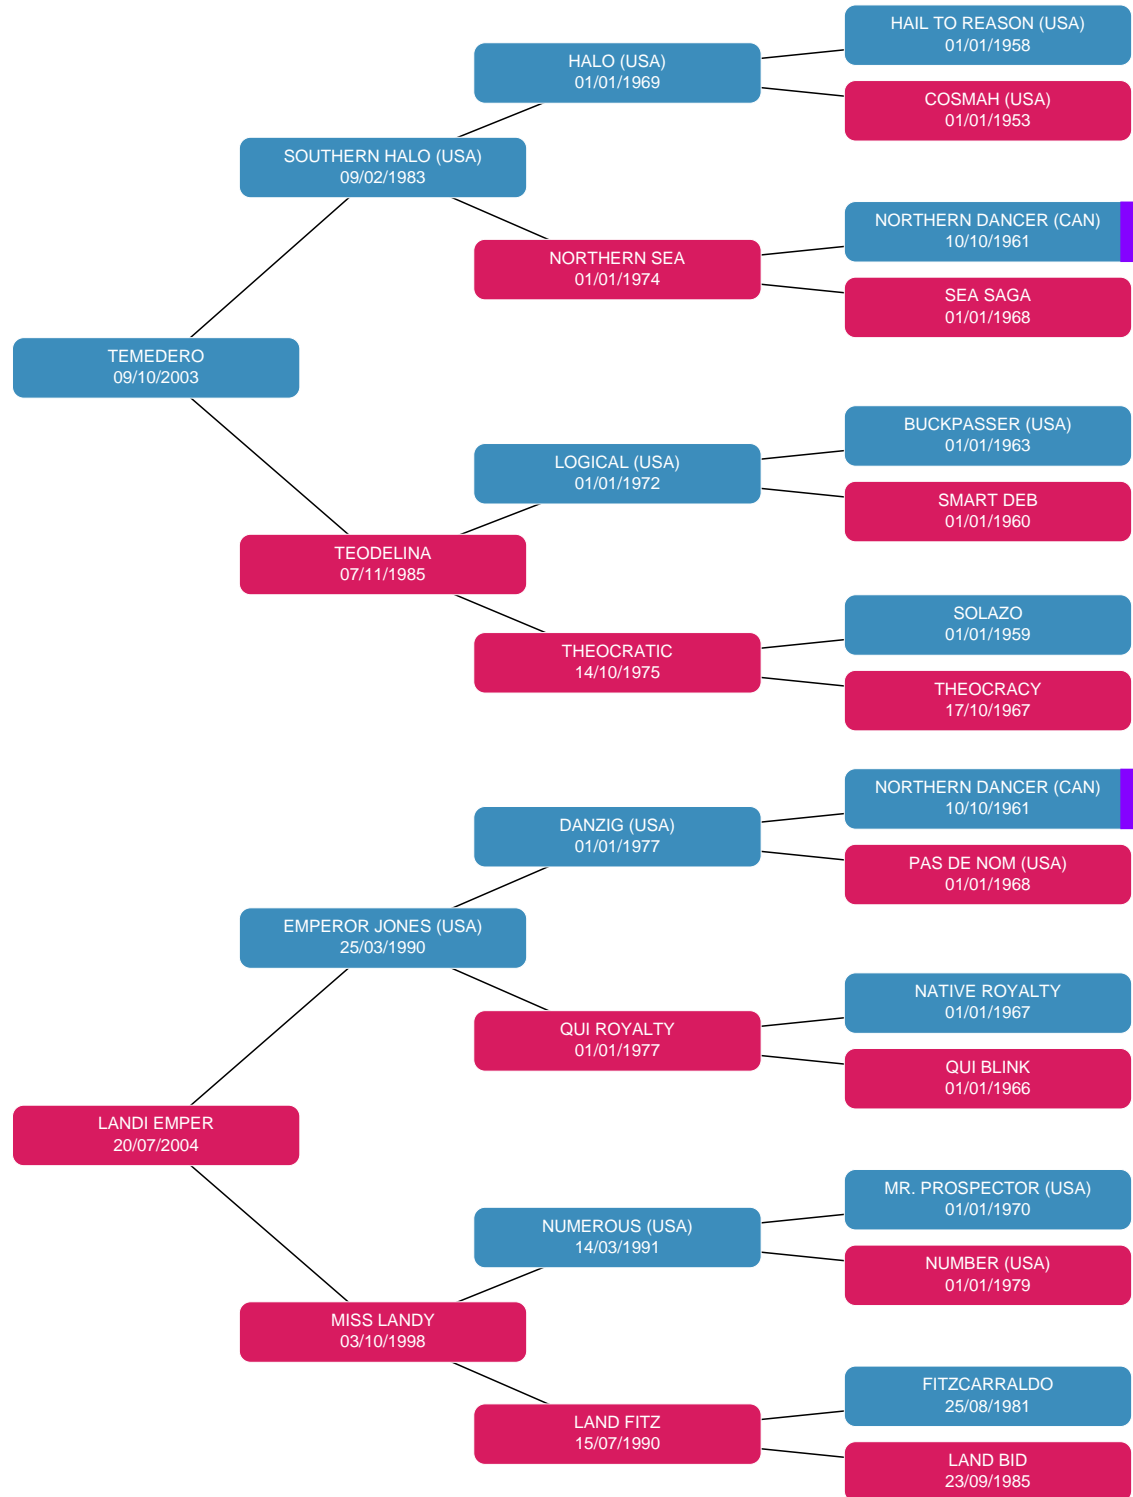 HAIL TO REASON (USA)
01/01/1958
HALO (USA)
01/01/1969
COSMAH (USA)
01/01/1953
SOUTHERN HALO (USA)
09/02/1983
NORTHERN DANCER (CAN)
10/10/1961
NORTHERN SEA
01/01/1974
SEA SAGA
01/01/1968
TEMEDERO
09/10/2003
BUCKPASSER (USA)
01/01/1963
LOGICAL (USA)
01/01/1972
SMART DEB
01/01/1960
TEODELINA
07/11/1985
SOLAZO
01/01/1959
THEOCRATIC
14/10/1975
THEOCRACY
17/10/1967
NORTHERN DANCER (CAN)
10/10/1961
DANZIG (USA)
01/01/1977
PAS DE NOM (USA)
01/01/1968
EMPEROR JONES (USA)
25/03/1990
NATIVE ROYALTY
01/01/1967
QUI ROYALTY
01/01/1977
QUI BLINK
01/01/1966
LANDI EMPER
20/07/2004
MR. PROSPECTOR (USA)
01/01/1970
NUMEROUS (USA)
14/03/1991
NUMBER (USA)
01/01/1979
MISS LANDY
03/10/1998
FITZCARRALDO
25/08/1981
LAND FITZ
15/07/1990
LAND BID
23/09/1985